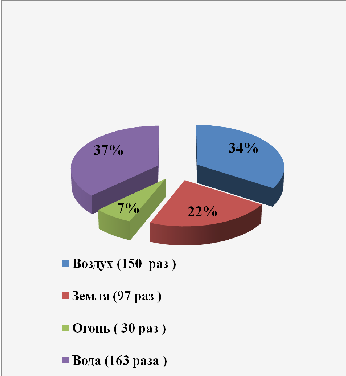 37%
34%
7%
22%
Воздух (150 раз )
Земля (97 раз )
Огонь ( 30 раз )
Вода (163 раза )